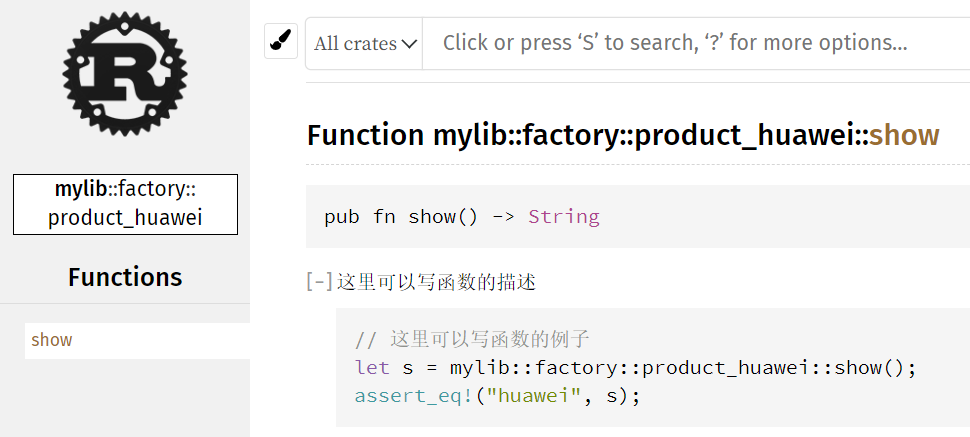 R
All crates
Click or press ‘S’ to search, ‘?’ for more options…
mylib::factory::
product_huawei
Functions
show
Function mylib::factory::product_huawei::show
pub fn show() -> String
[-]这里可以写函数的描述
// 这里可以写函数的例子
let s = mylib::factory::product_huawei::show();
assert_eq!("huawei", s);